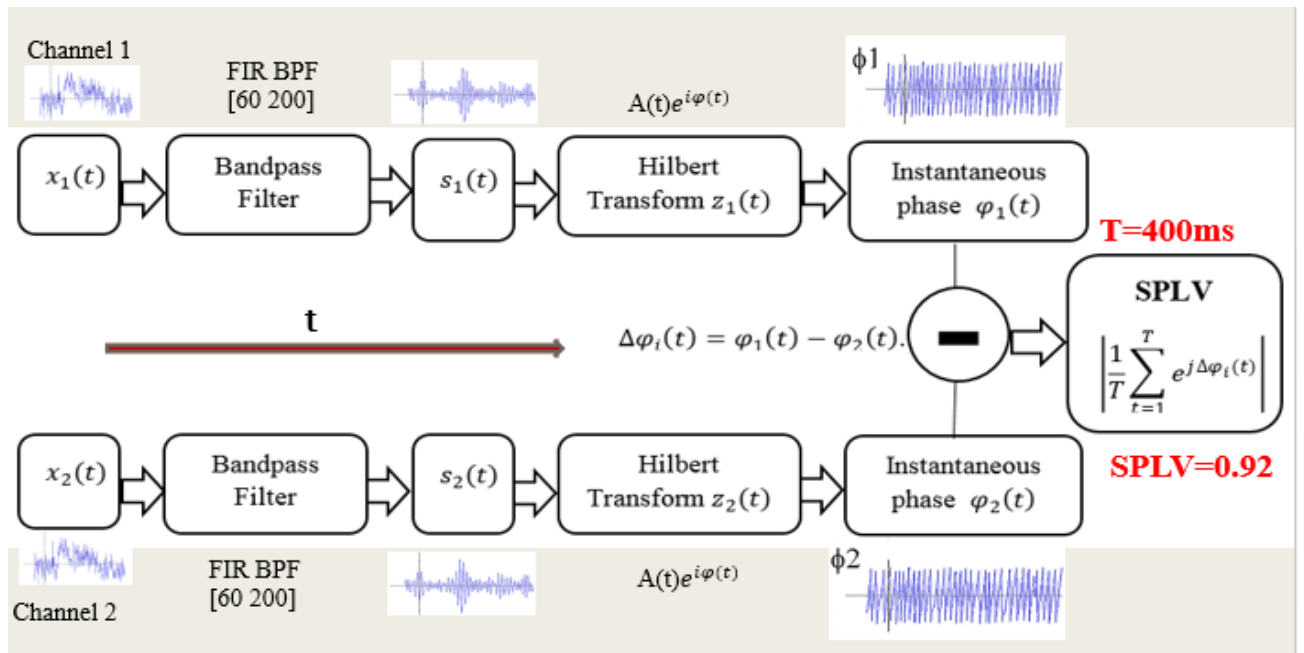 Channel 1
FIR BPF
[60 200]
A(t)e^{iφ(t)}
ϕ1
x₁(t)
Bandpass
Filter
s₁(t)
Hilbert
Transform z₁(t)
Instantaneous
phase φ₁(t)
T=400ms
SPLV
|1/T ∑_{t=1}^{T} e^{jΔφᵢ(t)}|
SPLV=0.92
t
Δφᵢ(t) = φ₁(t) − φ₂(t).
x₂(t)
Bandpass
Filter
s₂(t)
Hilbert
Transform z₂(t)
Instantaneous
phase φ₂(t)
Channel 2
FIR BPF
[60 200]
A(t)e^{iφ(t)}
ϕ2